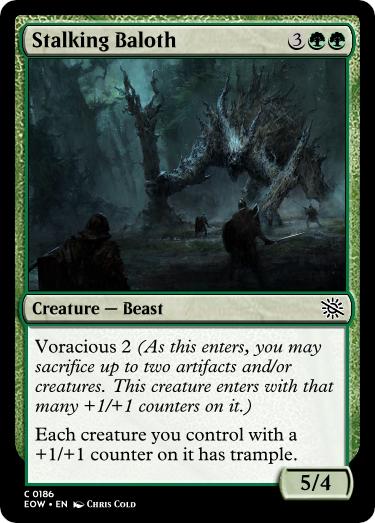 Stalking Baloth 3
Creature — Beast
Voracious 2 (As this enters, you may
sacrifice up to two artifacts and/or
creatures. This creature enters with that
many +1/+1 counters on it.)
Each creature you control with a
+1/+1 counter on it has trample.
5/4
C 0186
EOW • EN Chris Cold